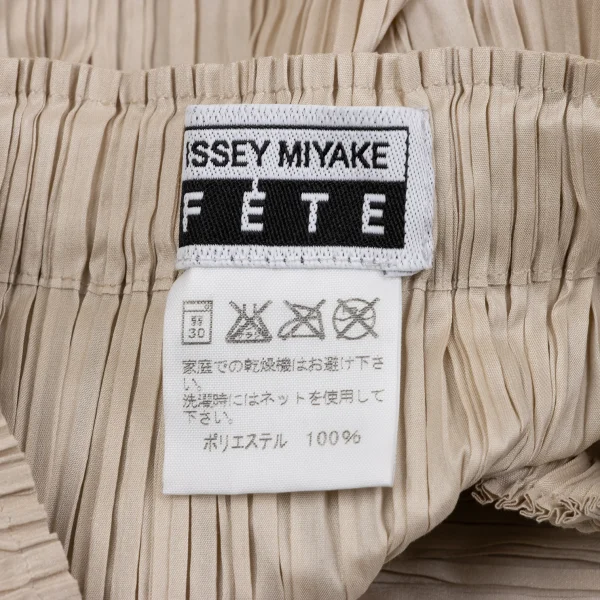 ISSEY MIYAKE
FÉTE
弱
30
家庭での乾燥機はお避け下さ
い。
洗濯時にはネットを使用して
下さい。
ポリエステル 100%